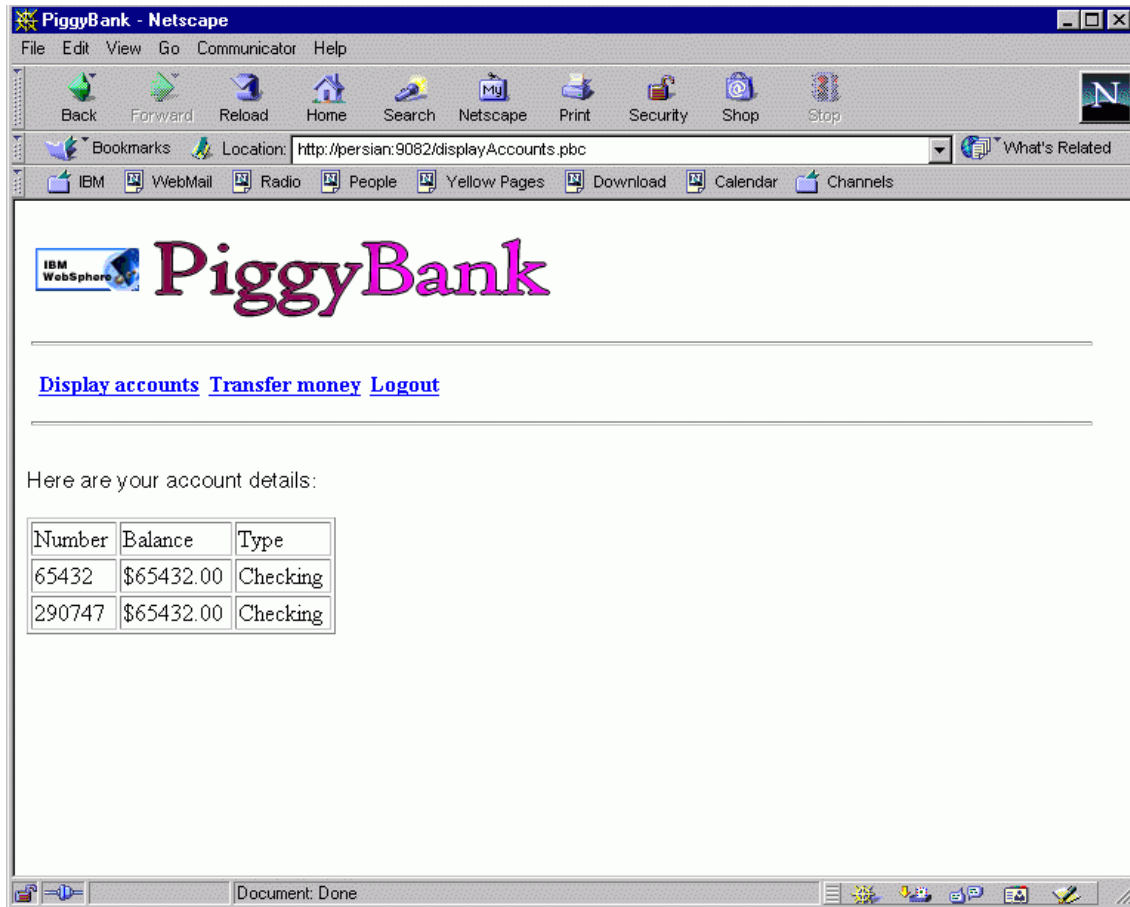 PiggyBank - Netscape
File Edit View Go Communicator Help
Back Forward Reload Home Search My Netscape Print Security Shop Stop N
Bookmarks Location: http://persian:9082/displayAccounts.pbc What's Related
IBM WebMail Radio People Yellow Pages Download Calendar Channels
IBM WebSphere PiggyBank
Display accounts Transfer money Logout
Here are your account details:
Number Balance Type
65432 $65432.00 Checking
290747 $65432.00 Checking
Document: Done